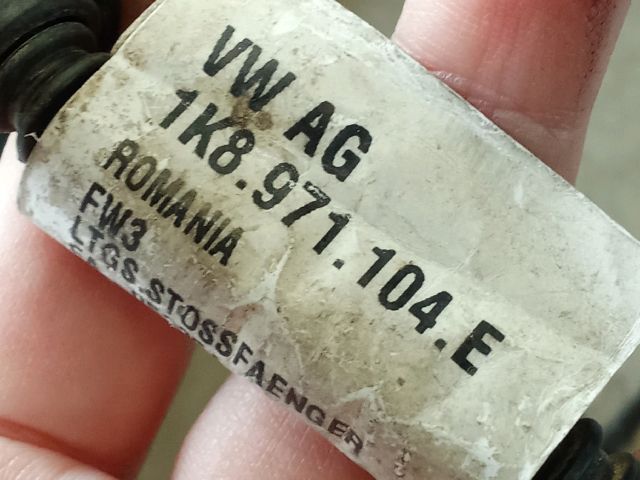 VW AG
1K8.971.104.E
ROMANIA
FW3
LTGS.STOSSFAENGER